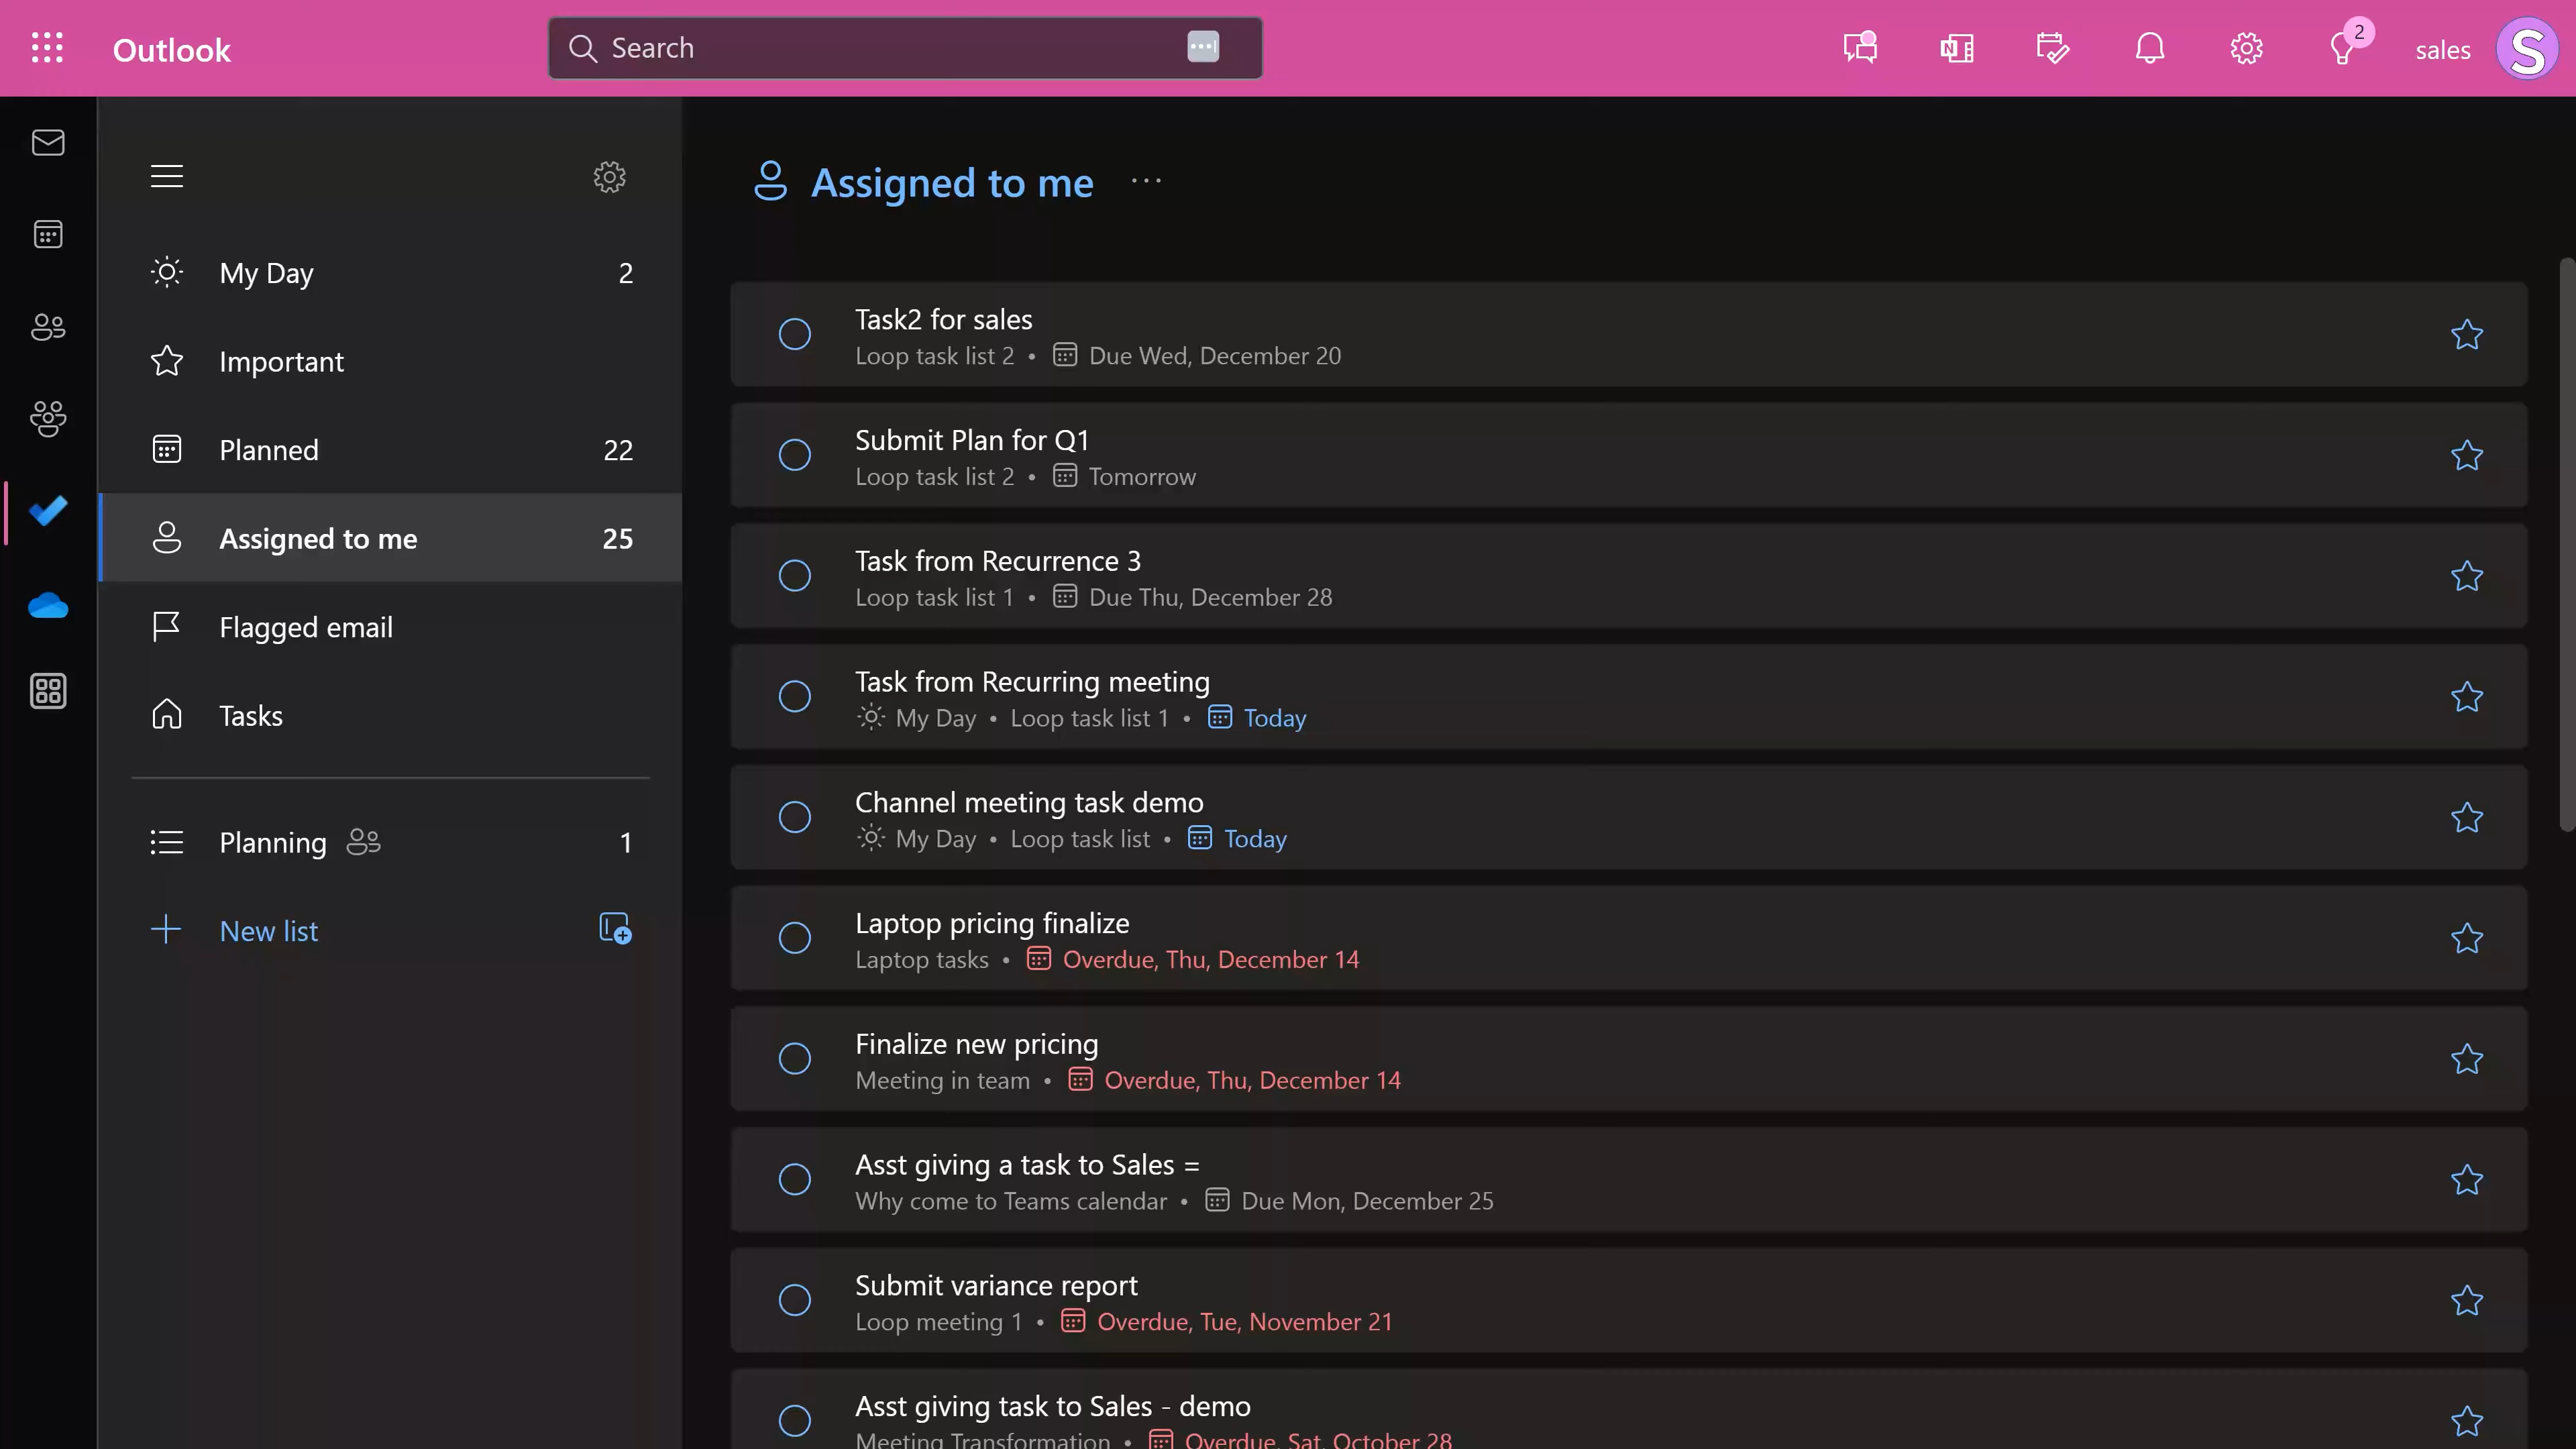 Outlook
Search
2
sales
S
My Day 2
Important
Planned 22
Assigned to me 25
Flagged email
Tasks
Planning 1
New list
Assigned to me ...
Task2 for sales
Loop task list 2 • Due Wed, December 20
Submit Plan for Q1
Loop task list 2 • Tomorrow
Task from Recurrence 3
Loop task list 1 • Due Thu, December 28
Task from Recurring meeting
My Day • Loop task list 1 • Today
Channel meeting task demo
My Day • Loop task list • Today
Laptop pricing finalize
Laptop tasks • Overdue, Thu, December 14
Finalize new pricing
Meeting in team • Overdue, Thu, December 14
Asst giving a task to Sales =
Why come to Teams calendar • Due Mon, December 25
Submit variance report
Loop meeting 1 • Overdue, Tue, November 21
Asst giving task to Sales - demo
Meeting Transformation • Overdue, Sat, October 28